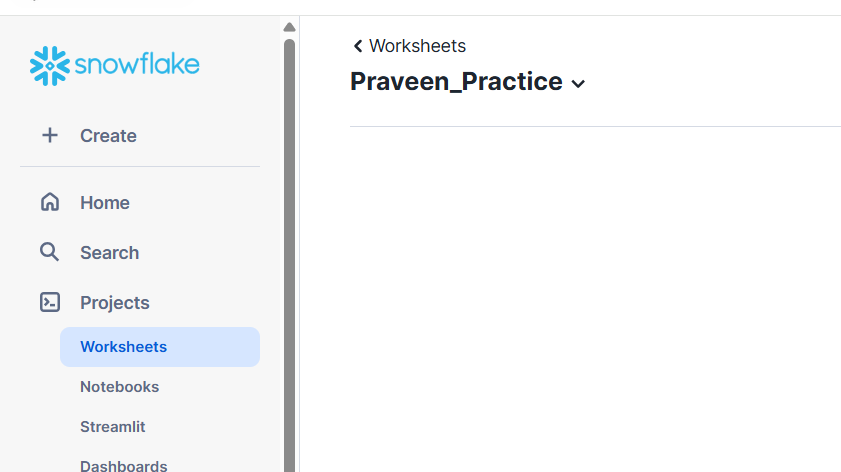 snowflake
Create
Home
Search
Projects
Worksheets
Notebooks
Streamlit
Dashboards
Worksheets
Praveen_Practice